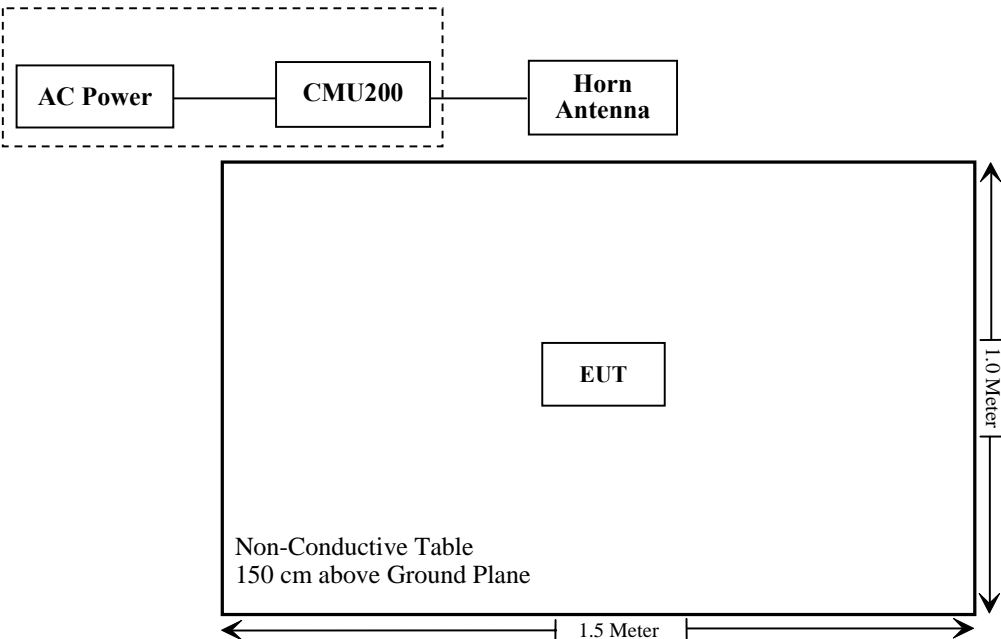 AC Power
CMU200
Horn
Antenna
EUT
1.0 Meter
Non-Conductive Table
150 cm above Ground Plane
1.5 Meter